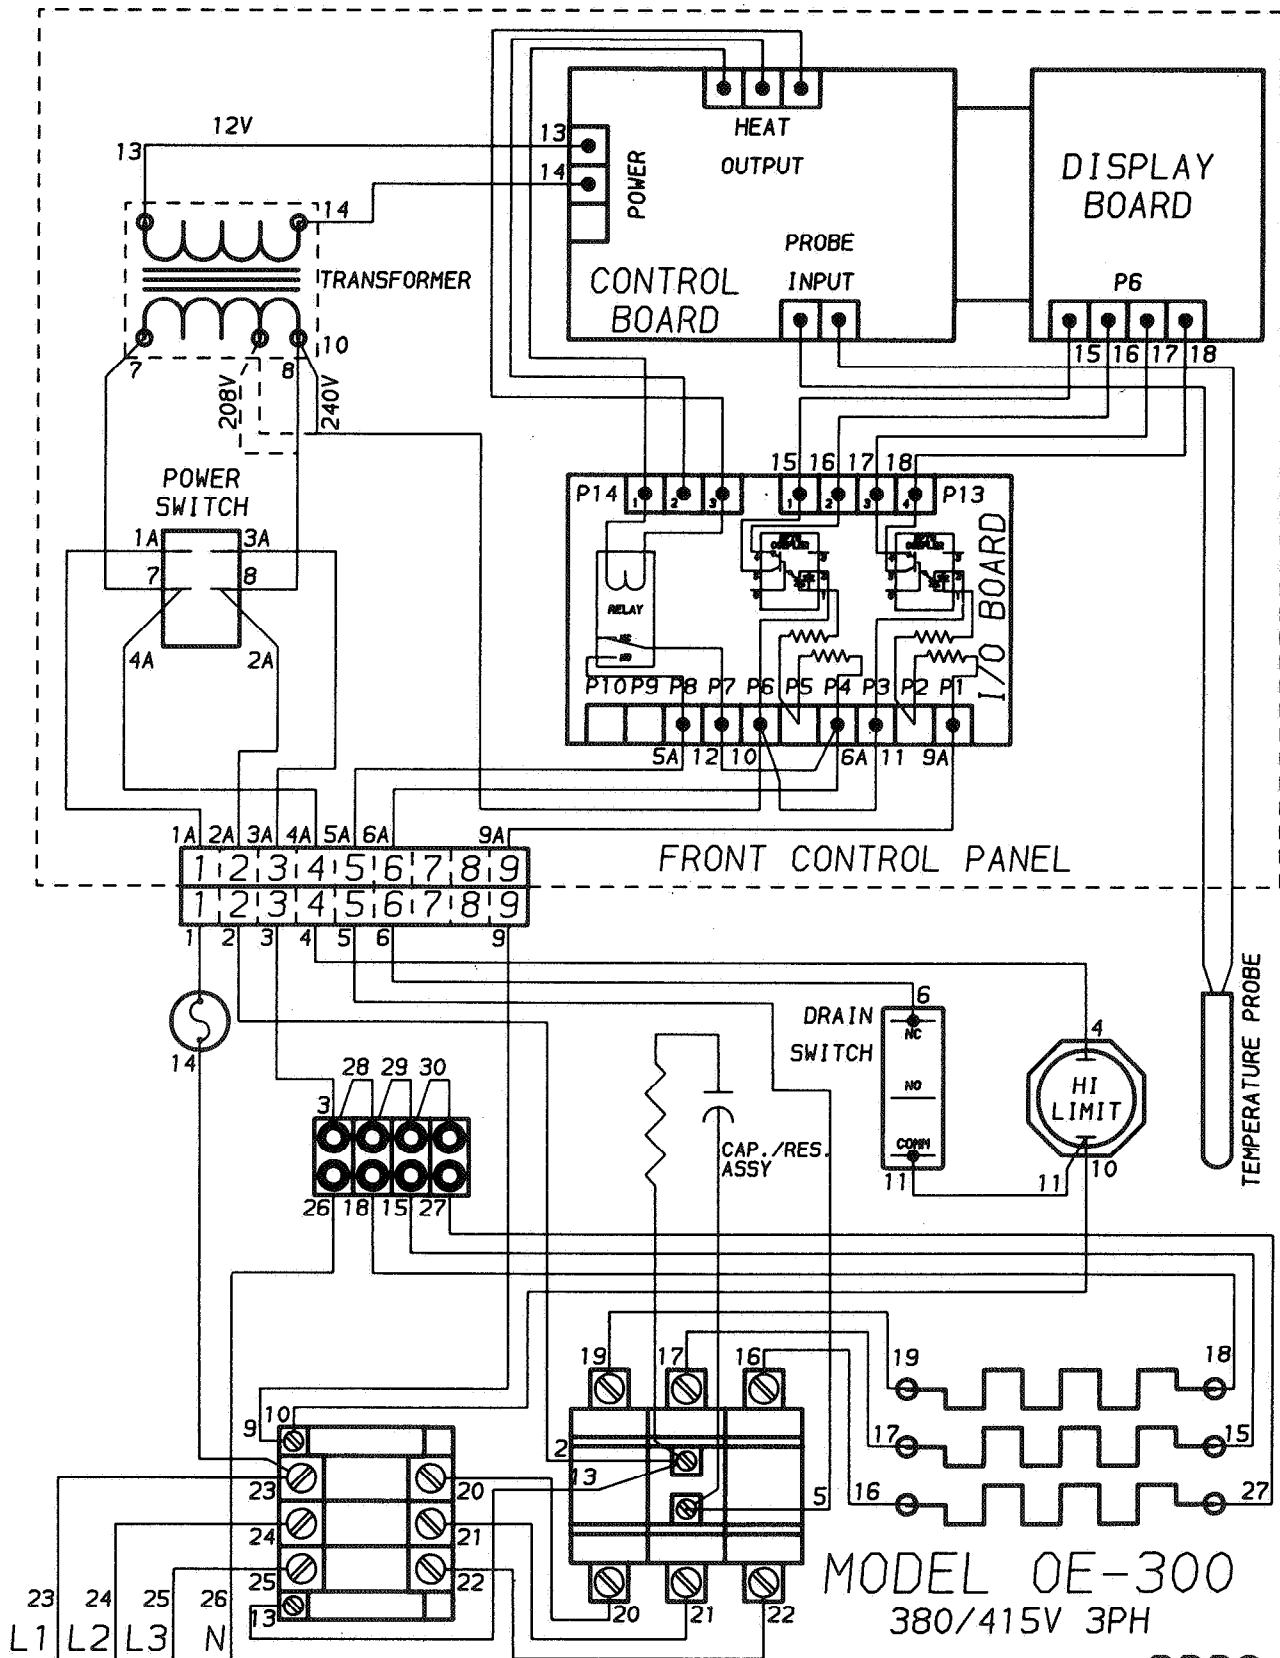 12V
13
13
14
14
HEAT
OUTPUT
POWER
PROBE
INPUT
CONTROL
BOARD
DISPLAY
BOARD
P6
15 16 17 18
TRANSFORMER
10
7
8
208V
240V
POWER
SWITCH
1A 3A
7 8
4A 2A
15 16 17 18
P14
1 2 3
1 2 3 4
P13
I/O BOARD
RELAY
P10 P9 P8 P7 P6 P5 P4 P3 P2 P1
5A 12 10 6A 11 9A
1A 2A 3A 4A 5A 6A 9A
1 2 3 4 5 6 7 8 9
FRONT CONTROL PANEL
1 2 3 4 5 6 7 8 9
1 2 3 4 5 6 9
14
28 29 30
3
26 18 15 27
CAP./RES.
ASSY
DRAIN
SWITCH
6
NC
NO
COMM
11
4
HI
LIMIT
11 10
TEMPERATURE PROBE
19 17 16
19 18
17 15
16 27
9 10
23 20
24 21
25 22
13
2
13
5
20 21 22
23 24 25 26
L1 L2 L3 N
MODEL OE-300
380/415V 3PH